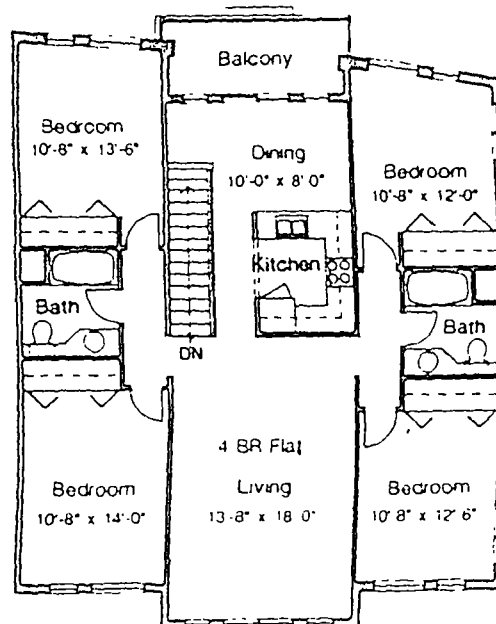 Balcony
Bedroom
10'-8" x 13'-6"
Dining
10'-0" x 8'0"
Bedroom
10'-8" x 12'-0"
Kitchen
Bath
Bath
DN
4 BR Flat
Living
13'-8" x 18'0"
Bedroom
10'-8" x 14'-0"
Bedroom
10'8" x 12'6"